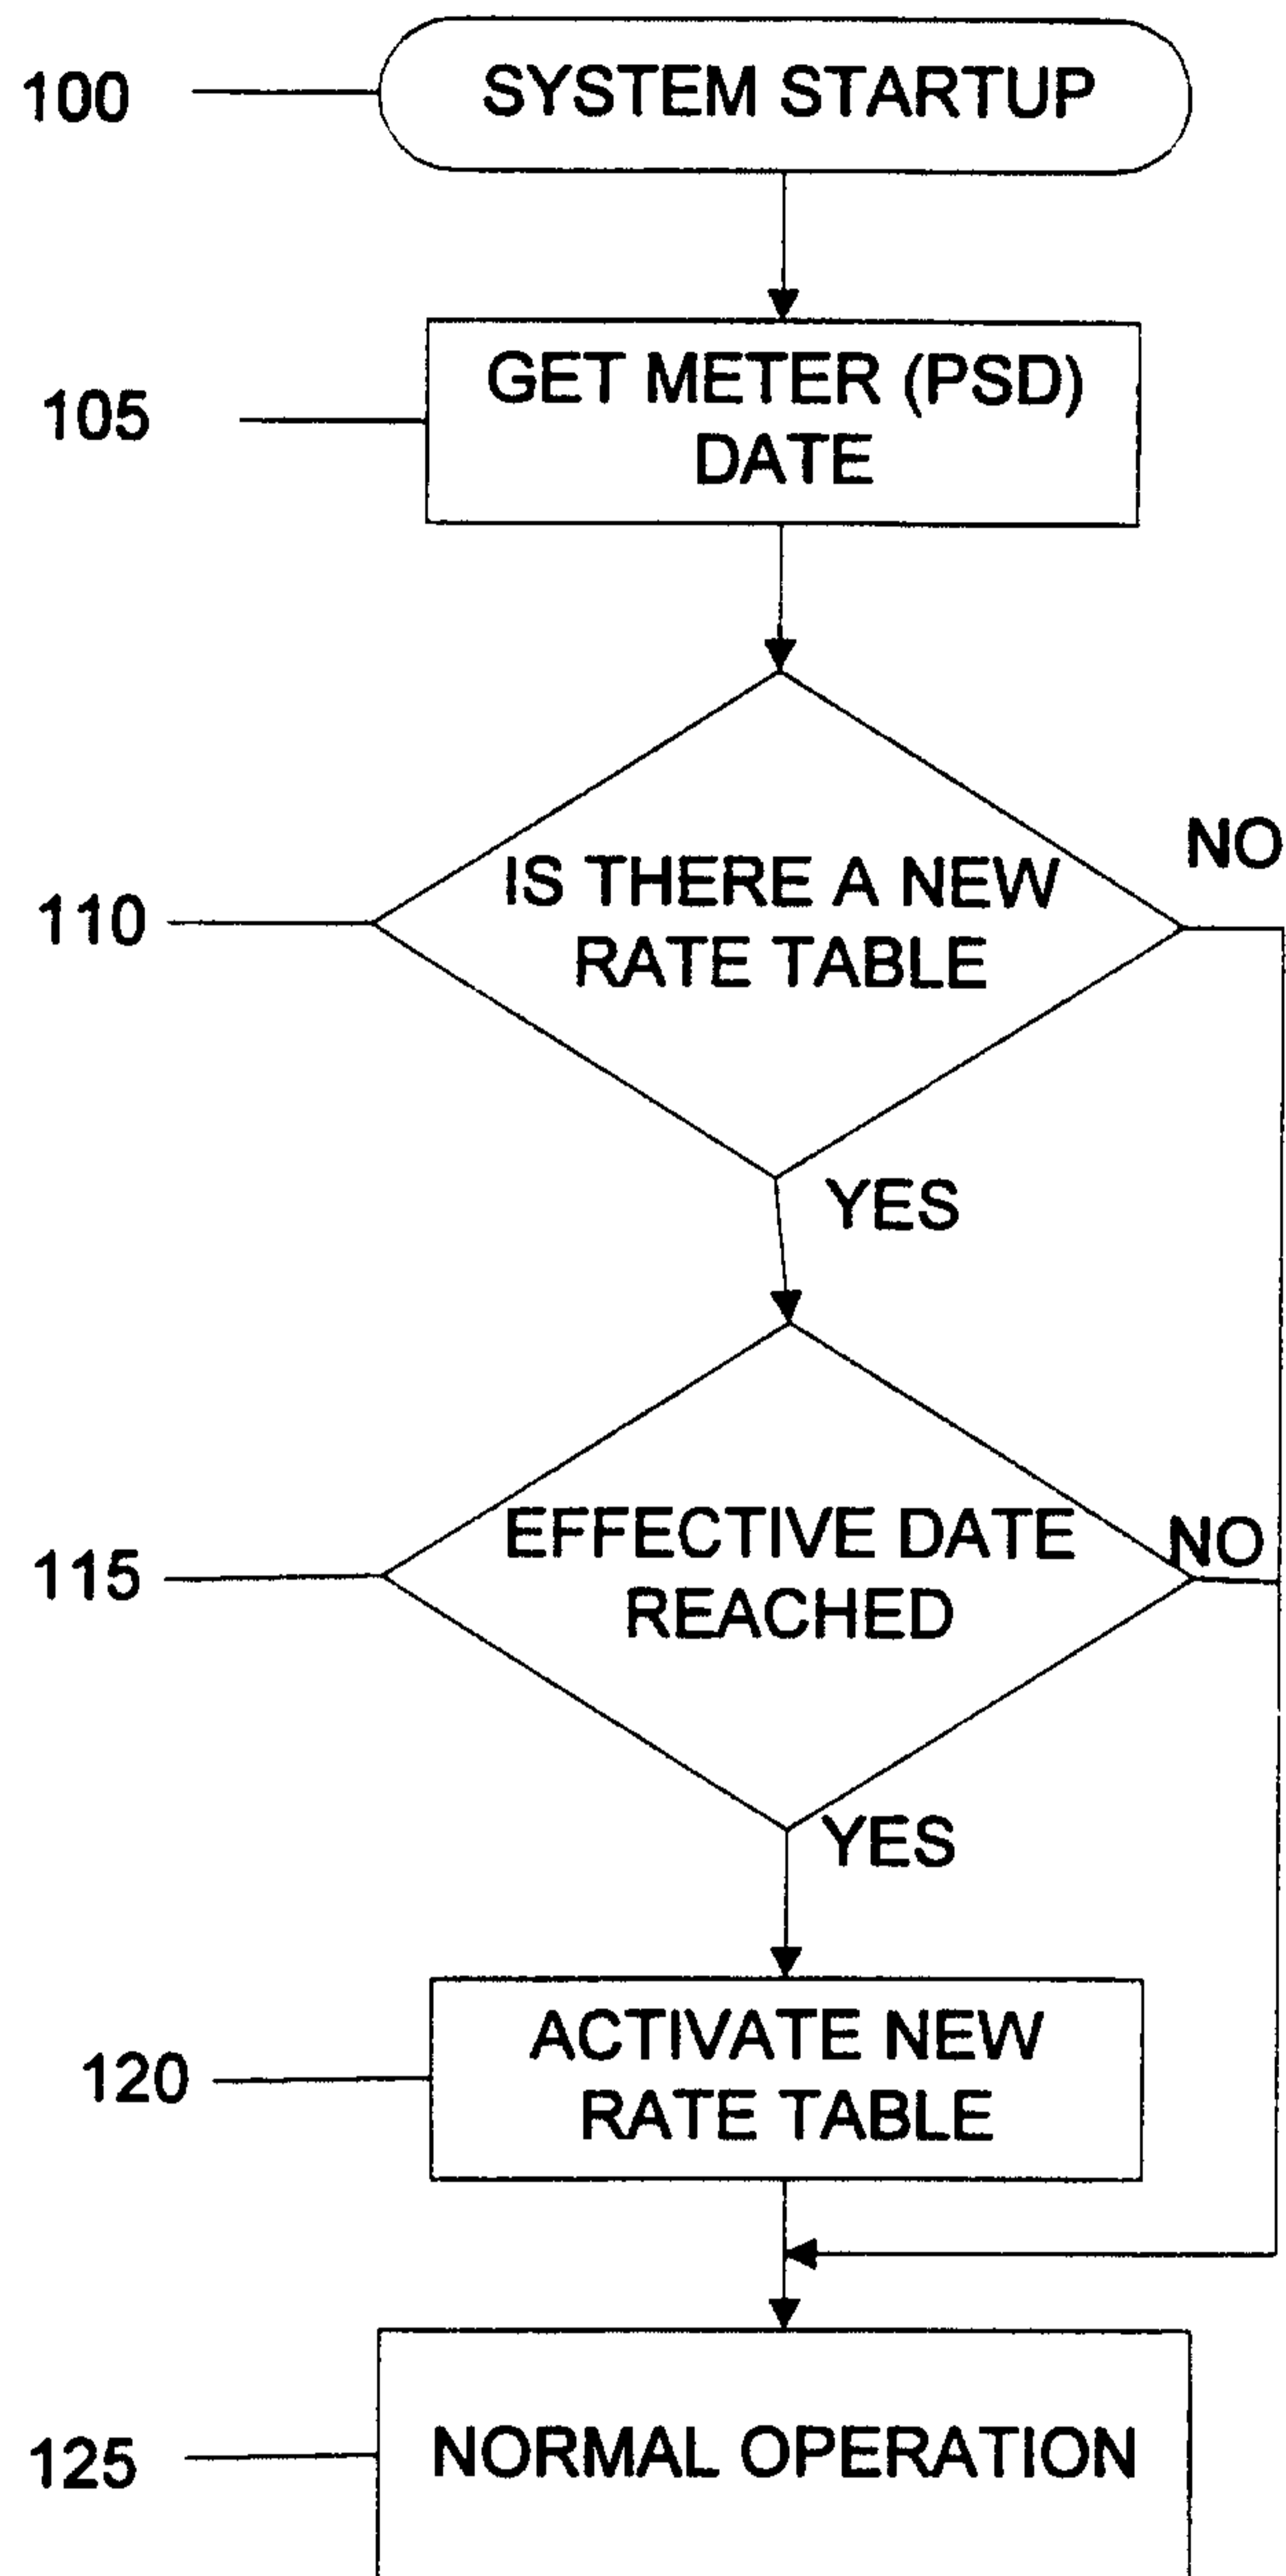 100
SYSTEM STARTUP
105
GET METER (PSD)
DATE
110
IS THERE A NEW
RATE TABLE
NO
YES
115
EFFECTIVE DATE
REACHED
NO
YES
120
ACTIVATE NEW
RATE TABLE
125
NORMAL OPERATION